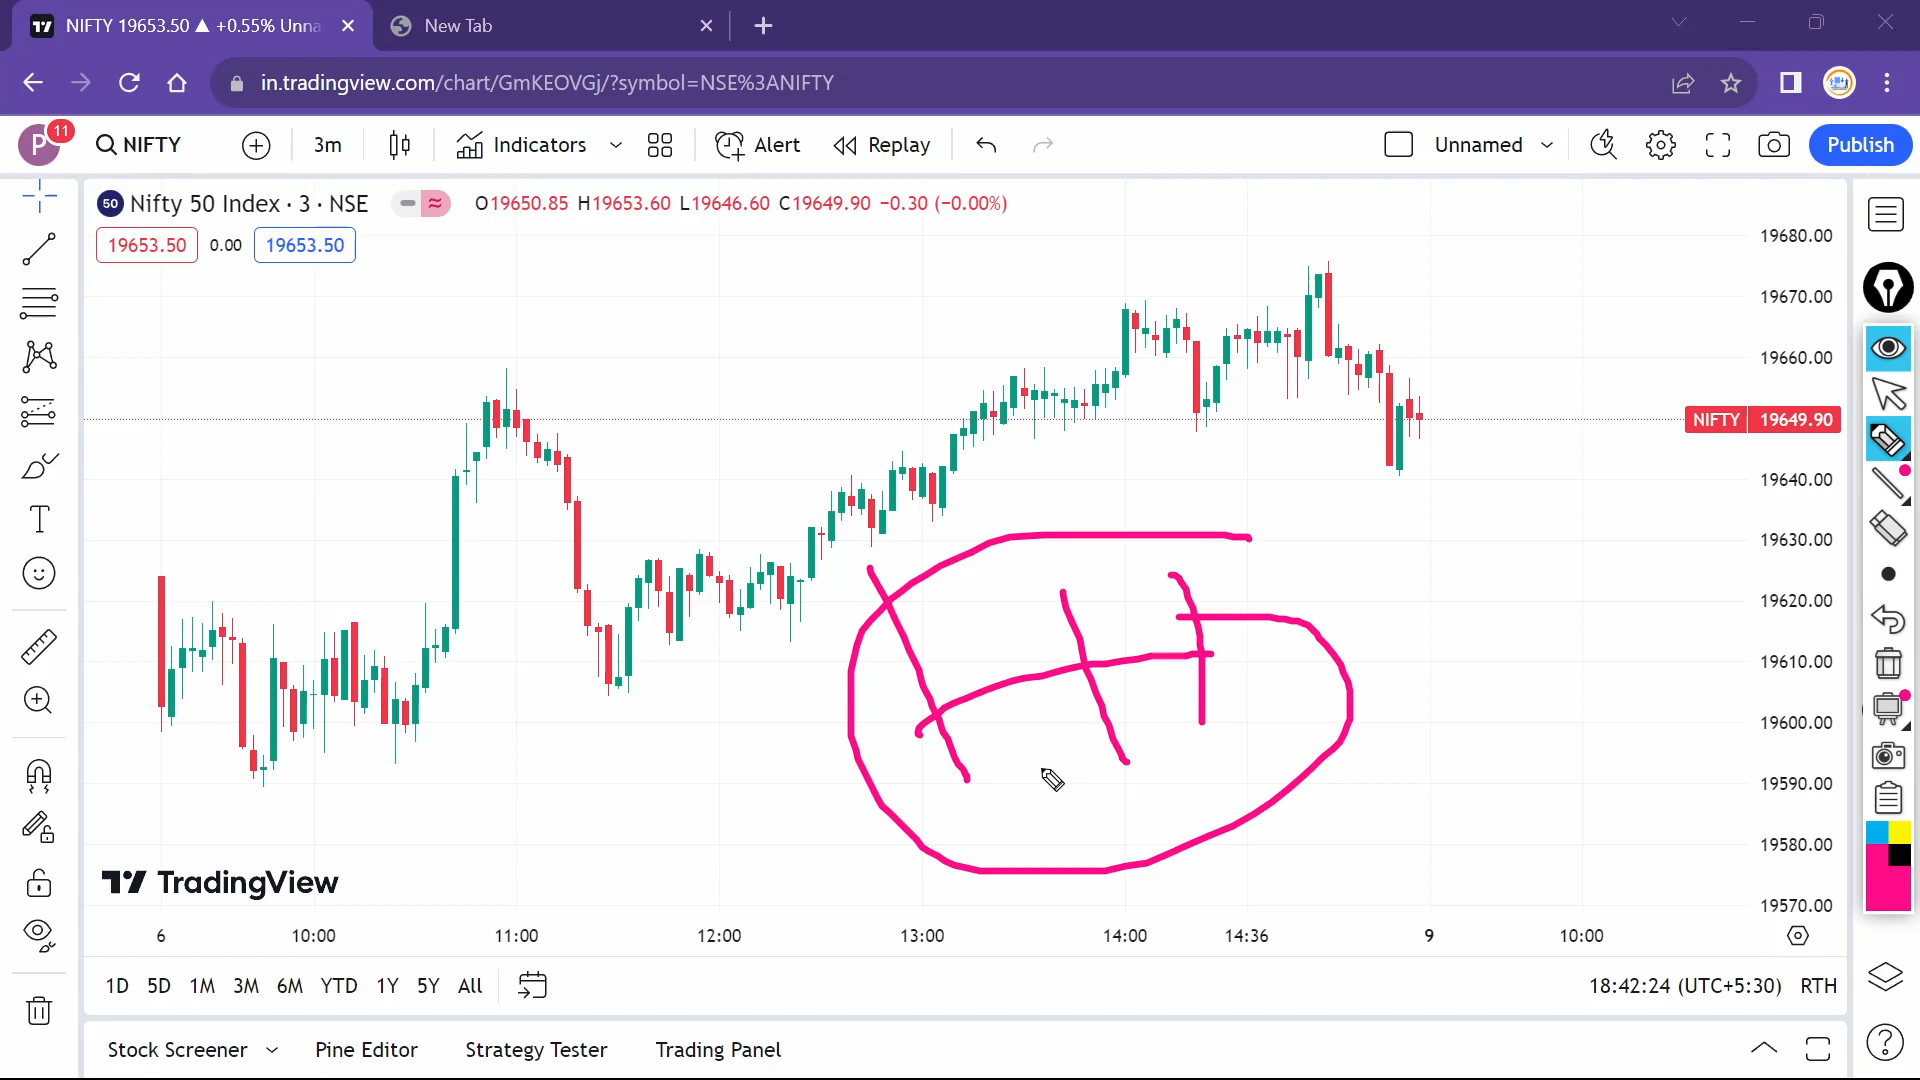 NIFTY 19653.50 ▲ +0.55% Unna
New Tab
in.tradingview.com/chart/GmKEOVGj/?symbol=NSE%3ANIFTY
P 11 NIFTY 3m Indicators Alert Replay Unnamed Publish
50 Nifty 50 Index · 3 · NSE O19650.85 H19653.60 L19646.60 C19649.90 −0.30 (−0.00%)
19653.50 0.00 19653.50
19680.00
19670.00
19660.00
NIFTY 19649.90
19640.00
19630.00
19620.00
19610.00
19600.00
19590.00
19580.00
TradingView
19570.00
6 10:00 11:00 12:00 13:00 14:00 14:36 9 10:00
1D 5D 1M 3M 6M YTD 1Y 5Y All 18:42:24 (UTC+5:30) RTH
Stock Screener Pine Editor Strategy Tester Trading Panel